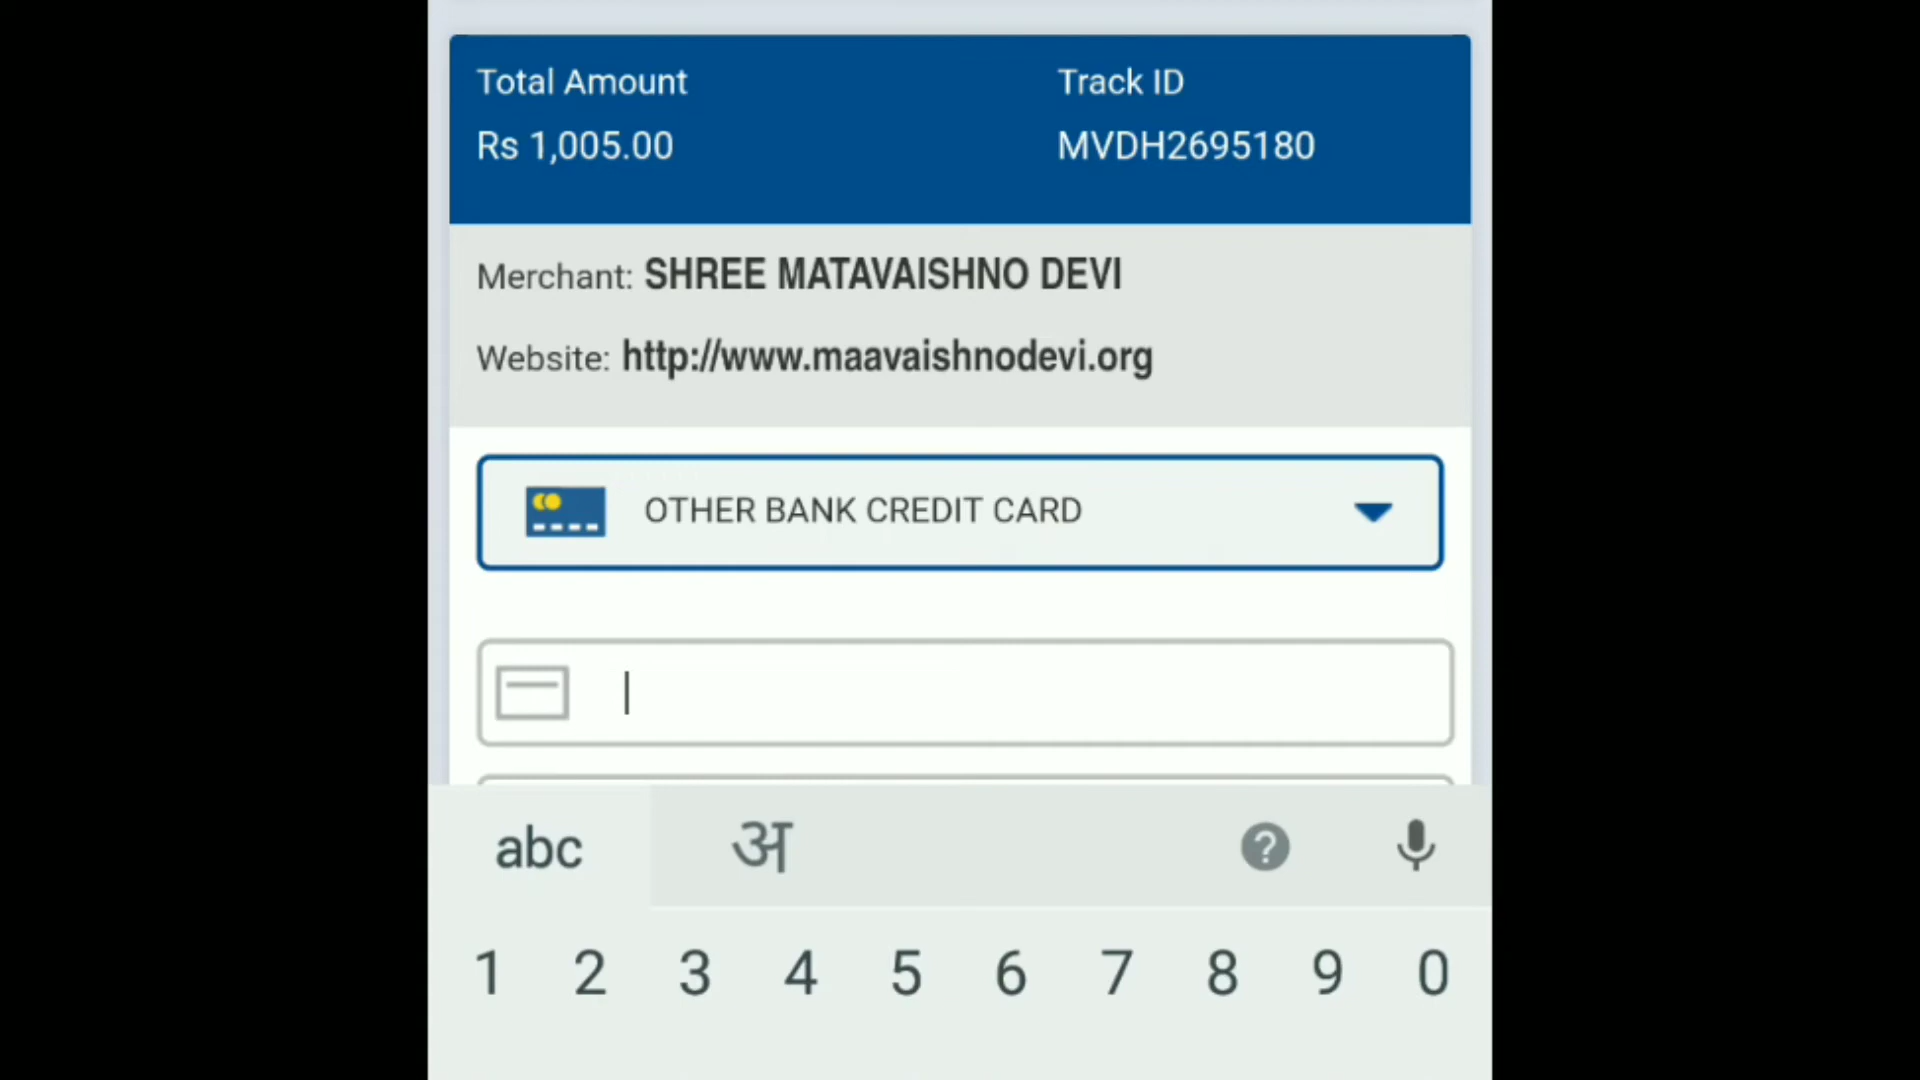 Total Amount Track ID
Rs 1,005.00 MVDH2695180
Merchant: SHREE MATAVAISHNO DEVI
Website: http://www.maavaishnodevi.org
OTHER BANK CREDIT CARD
abc अ ?
1 2 3 4 5 6 7 8 9 0